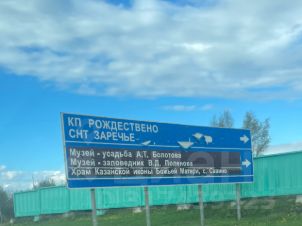 КП РОЖДЕСТВЕНО
СНТ ЗАРЕЧЬЕ
Музей - усадьба А.Т. Болотова
Музей - заповедник В.Д. Поленова
Храм Казанской иконы Божьей Матери, с. Савино